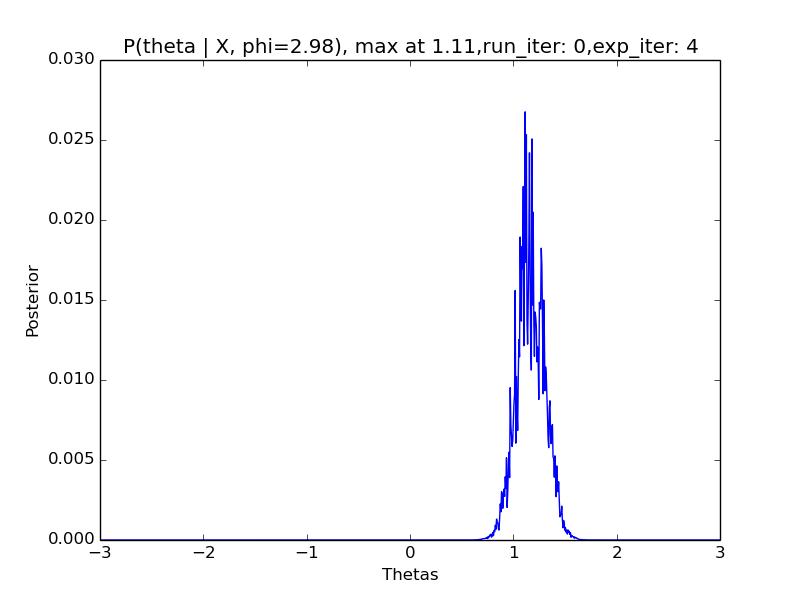 P(theta | X, phi=2.98), max at 1.11,run_iter: 0,exp_iter: 4
0.030
0.025
0.020
0.015
0.010
0.005
0.000
Posterior
−3 −2 −1 0 1 2 3
Thetas